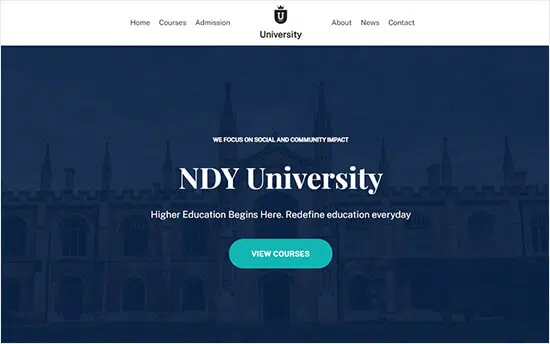 Home Courses Admission
U
University
About News Contact
WE FOCUS ON SOCIAL AND COMMUNITY IMPACT
NDY University
Higher Education Begins Here. Redefine education everyday
VIEW COURSES